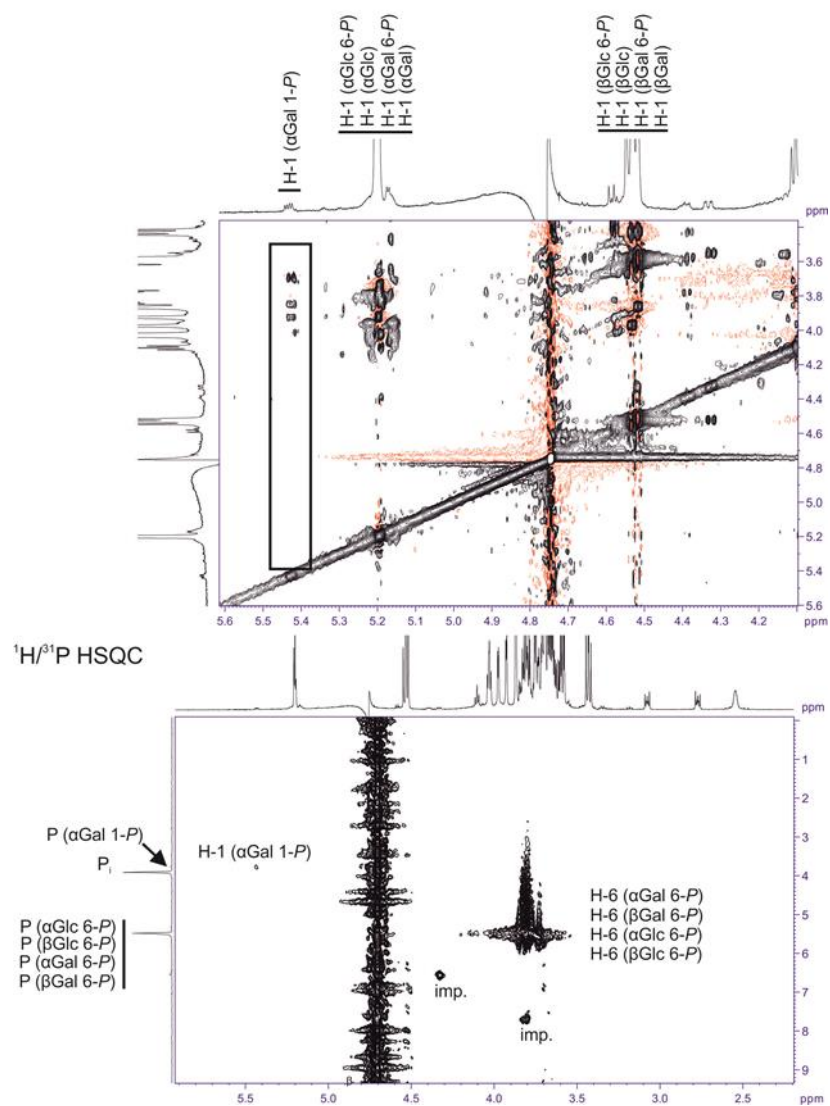 H-1 (αGal 1-P)
H-1 (αGlc 6-P)
H-1 (αGlc)
H-1 (αGal 6-P)
H-1 (αGal)
H-1 (βGlc 6-P)
H-1 (βGlc)
H-1 (βGal 6-P)
H-1 (βGal)
ppm
3.6
3.8
4.0
4.2
4.4
4.6
4.8
5.0
5.2
5.4
5.6
5.6 5.5 5.4 5.3 5.2 5.1 5.0 4.9 4.8 4.7 4.6 4.5 4.4 4.3 4.2 ppm
¹H/³¹P HSQC
ppm
P (αGal 1-P)
Pᵢ
H-1 (αGal 1-P)
P (αGlc 6-P)
P (βGlc 6-P)
P (αGal 6-P)
P (βGal 6-P)
H-6 (αGal 6-P)
H-6 (βGal 6-P)
H-6 (αGlc 6-P)
H-6 (βGlc 6-P)
imp.
imp.
1
2
3
4
5
6
7
8
9
5.5 5.0 4.5 4.0 3.5 3.0 2.5 ppm